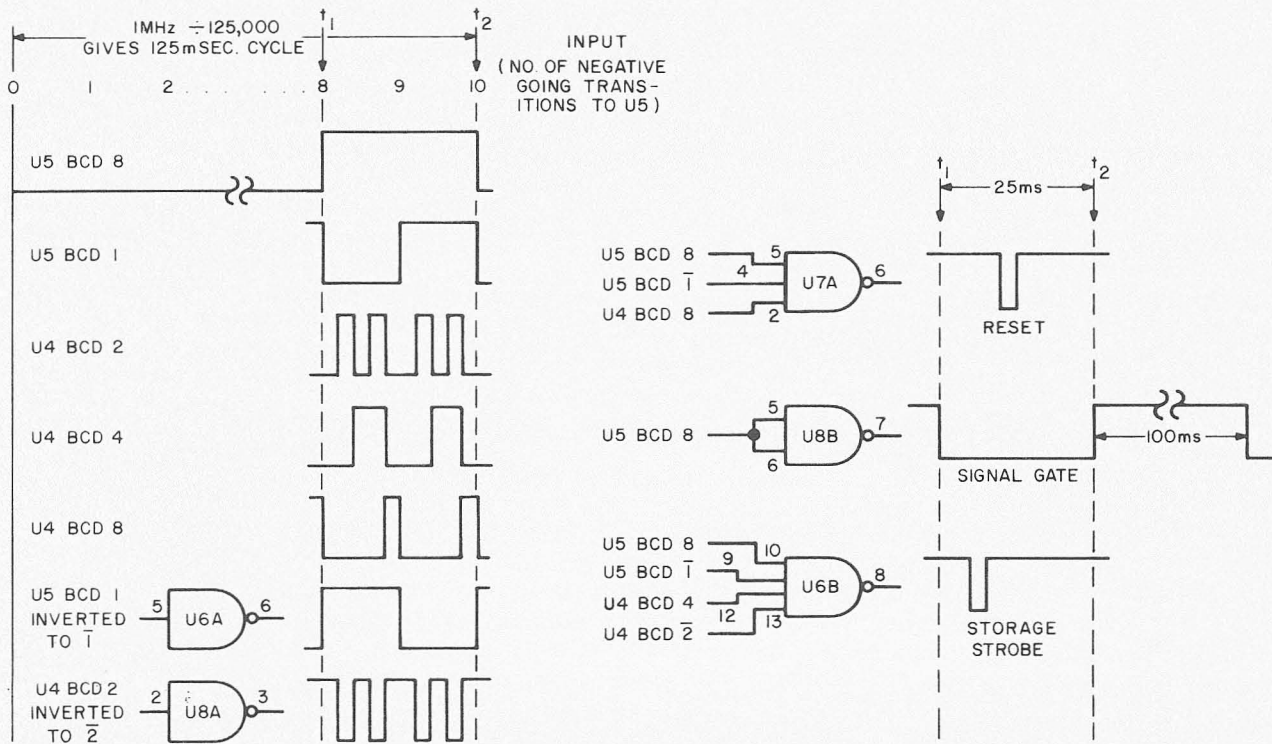 1MHz ÷125,000
GIVES 125mSEC. CYCLE
t1
t2
INPUT
(NO. OF NEGATIVE
GOING TRANS-
ITIONS TO U5)
0 1 2 8 9 10
U5 BCD 8
U5 BCD 1
U4 BCD 2
U4 BCD 4
U4 BCD 8
U5 BCD 1
INVERTED
TO 1̅
5 U6A 6
U4 BCD 2
INVERTED
TO 2̅
2 U8A 3
t1
t2
25ms
U5 BCD 8 5
U5 BCD 1̅ 4
U4 BCD 8 2
U7A 6
RESET
U5 BCD 8
5
6
U8B 7
100ms
SIGNAL GATE
U5 BCD 8 10
U5 BCD 1̅ 9
U4 BCD 4 12
U4 BCD 2̅ 13
U6B 8
STORAGE
STROBE